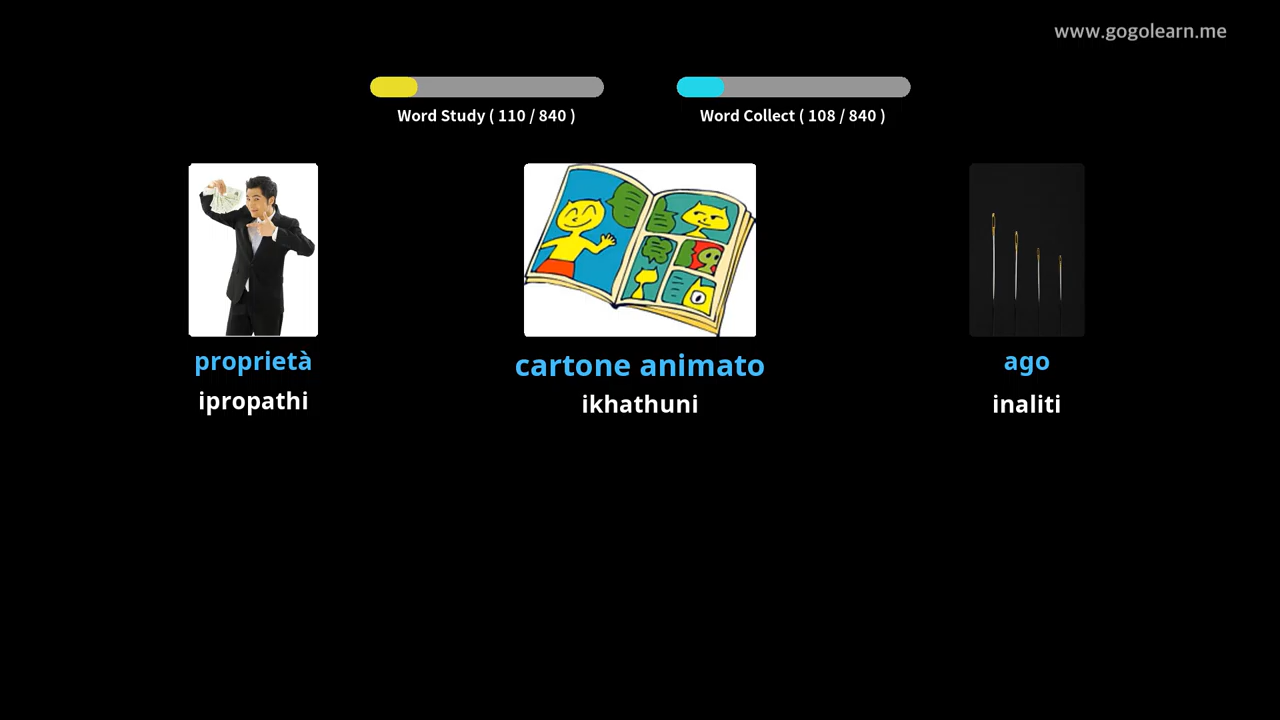 www.gogolearn.me
Word Study ( 110 / 840 )
Word Collect ( 108 / 840 )
proprietà
ipropathi
cartone animato
ikhathuni
ago
inaliti